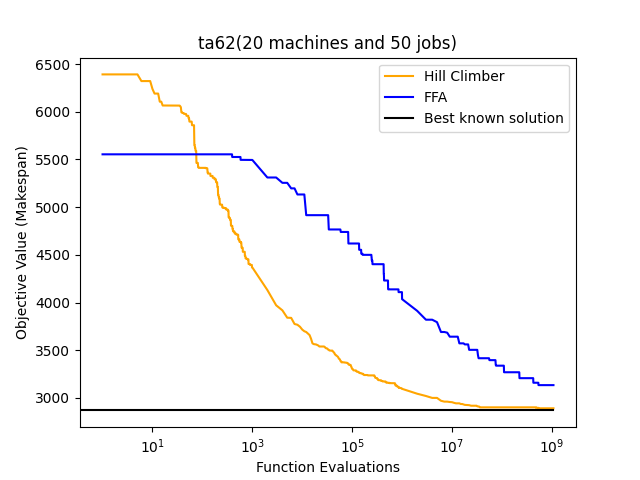 ta62(20 machines and 50 jobs)
Hill Climber
FFA
Best known solution
Objective Value (Makespan)
6500
6000
5500
5000
4500
4000
3500
3000
10^1
10^3
10^5
10^7
10^9
Function Evaluations